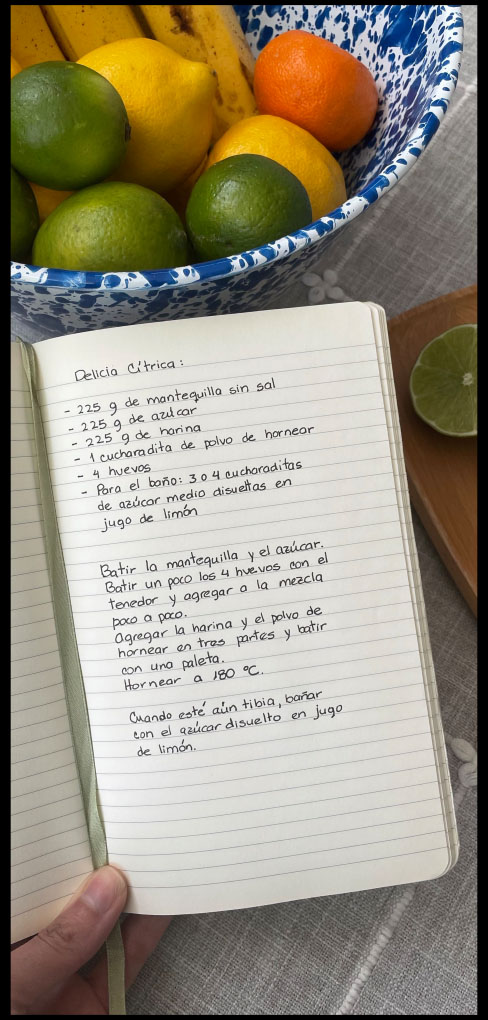 Delicia Cítrica:
- 225 g de mantequilla sin sal
- 225 g de azúcar
- 225 g de harina
- 1 cucharadita de polvo de hornear
- 4 huevos
- Para el baño: 3 o 4 cucharaditas
de azúcar medio disueltas en
jugo de limón
Batir la mantequilla y el azúcar.
Batir un poco los 4 huevos con el
tenedor y agregar a la mezcla
poco a poco.
Agregar la harina y el polvo de
hornear en tres partes y batir
con una paleta.
Hornear a 180 °C.
Cuando esté aún tibia, bañar
con el azúcar disuelto en jugo
de limón.